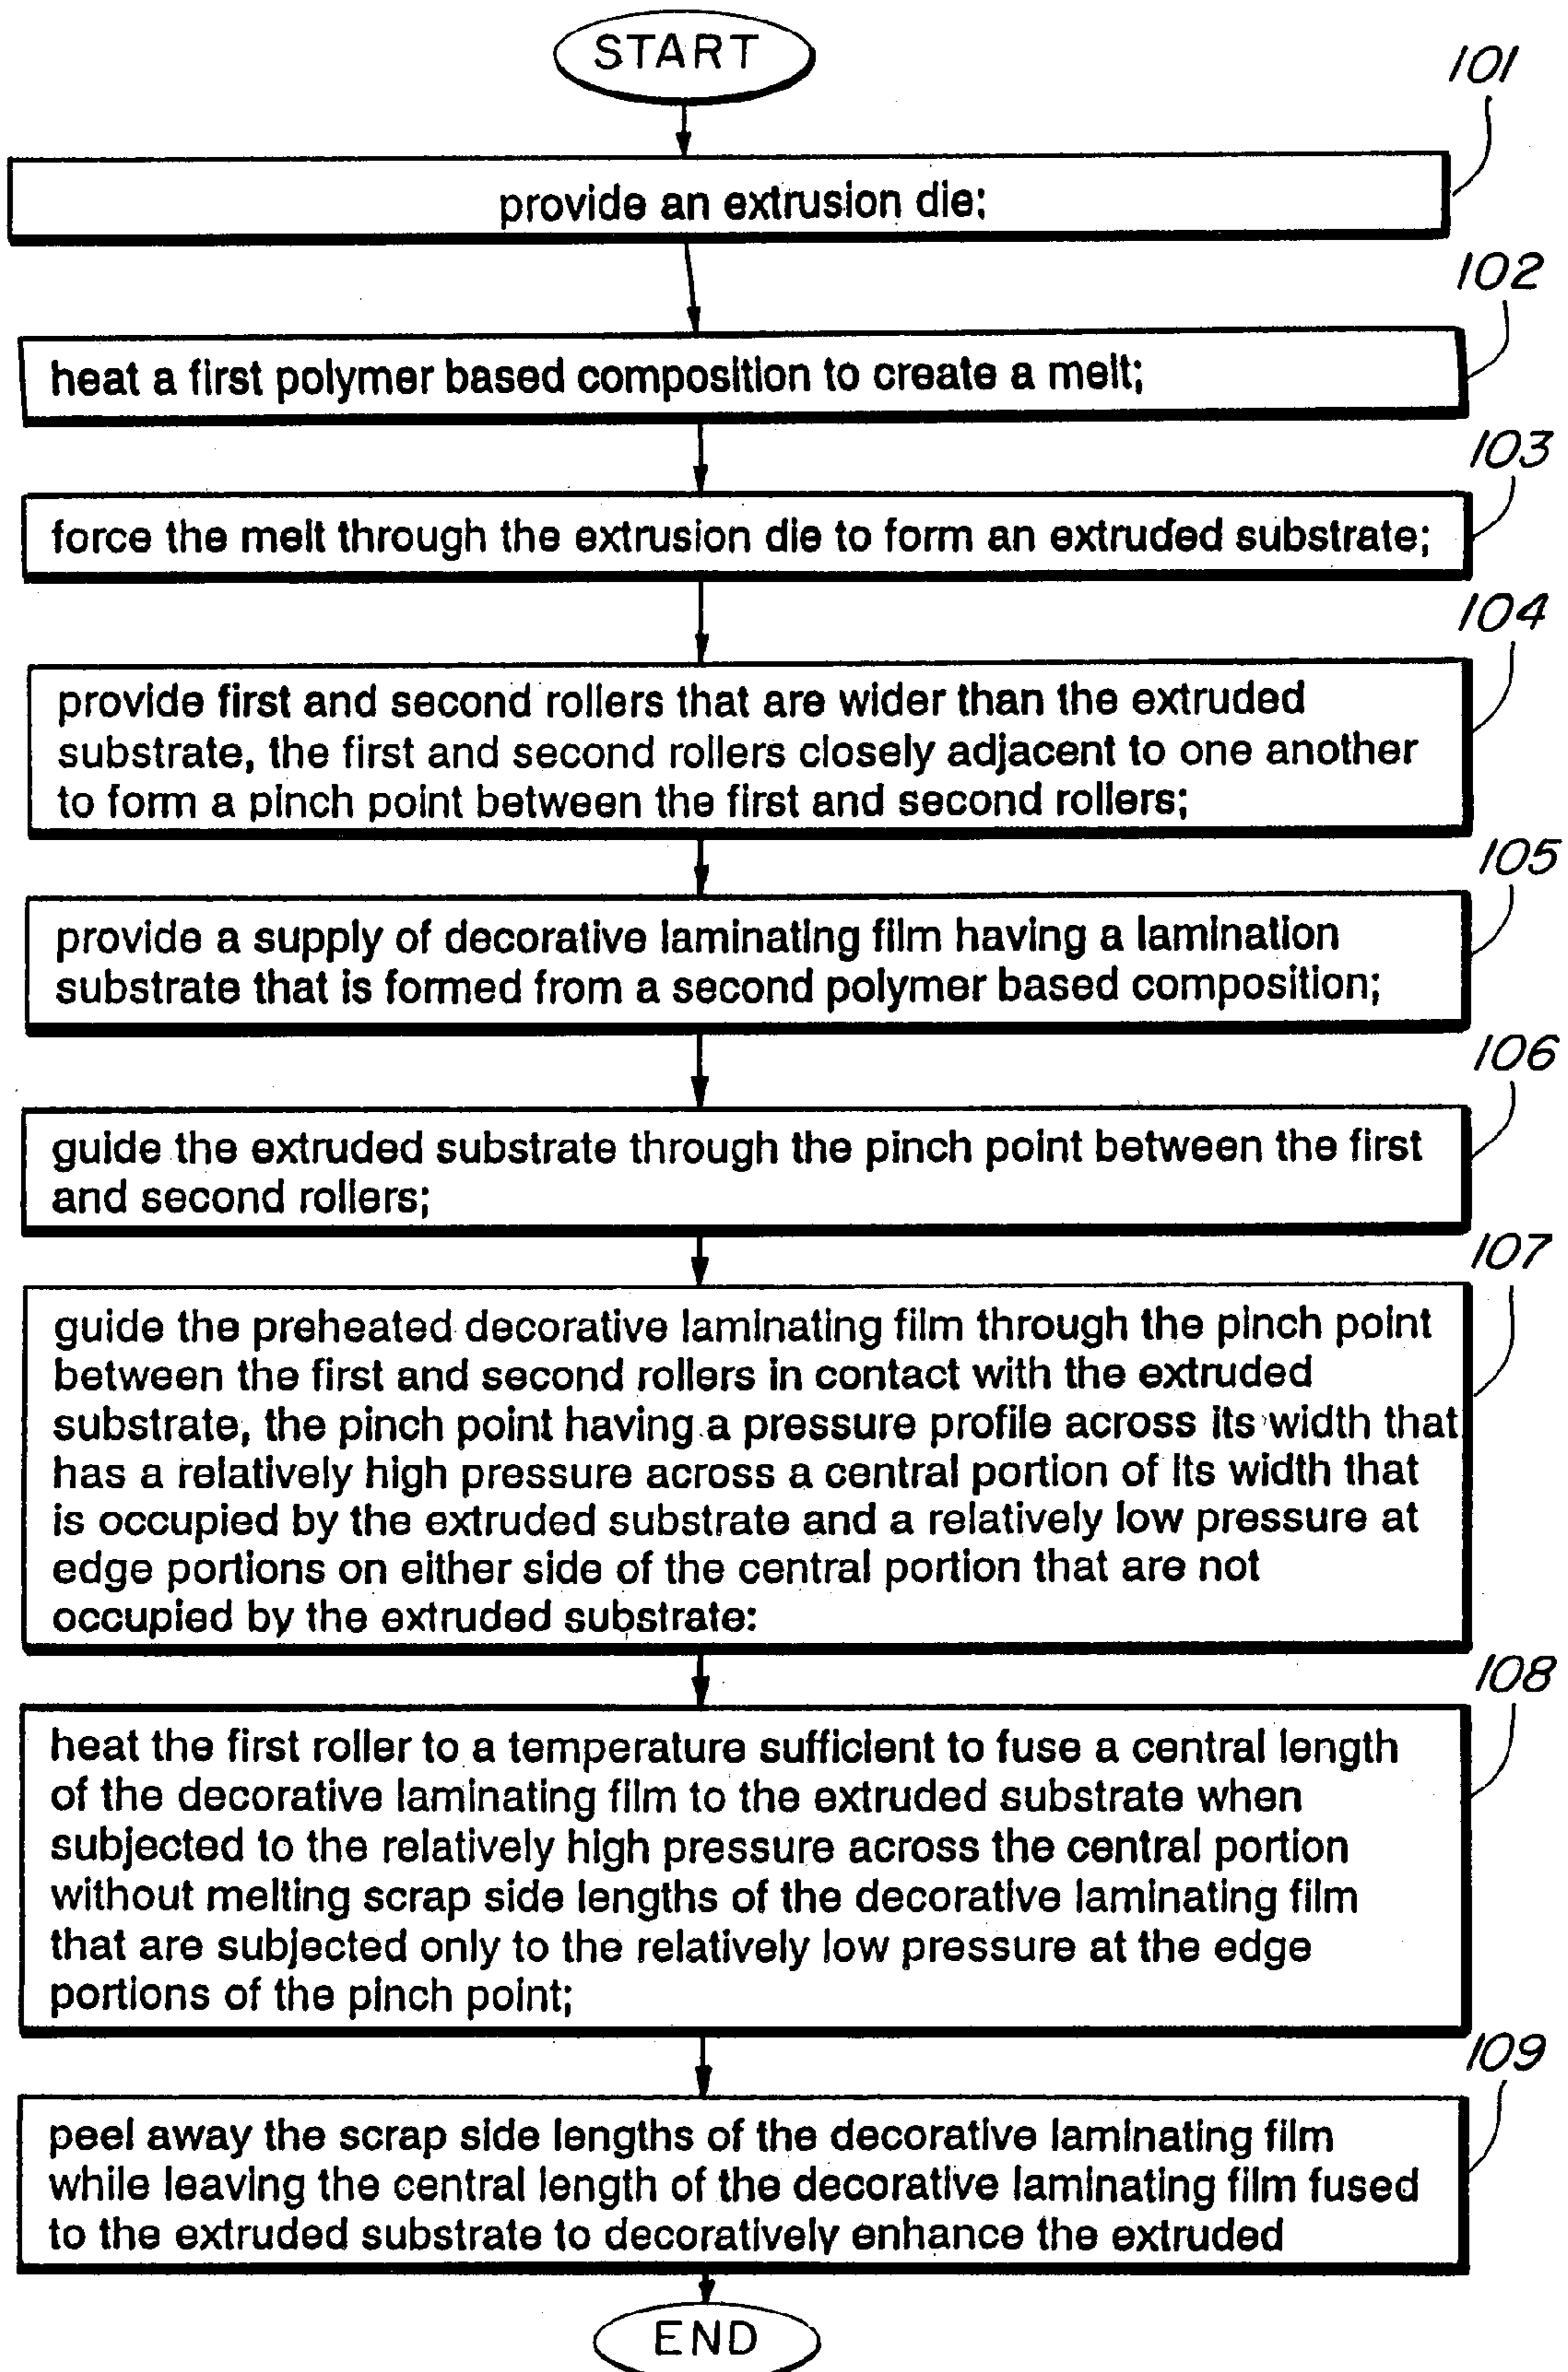 START
101
provide an extrusion die;
102
heat a first polymer based composition to create a melt;
103
force the melt through the extrusion die to form an extruded substrate;
104
provide first and second rollers that are wider than the extruded
substrate, the first and second rollers closely adjacent to one another
to form a pinch point between the first and second rollers;
105
provide a supply of decorative laminating film having a lamination
substrate that is formed from a second polymer based composition;
106
guide the extruded substrate through the pinch point between the first
and second rollers;
107
guide the preheated decorative laminating film through the pinch point
between the first and second rollers in contact with the extruded
substrate, the pinch point having a pressure profile across its width that
has a relatively high pressure across a central portion of its width that
is occupied by the extruded substrate and a relatively low pressure at
edge portions on either side of the central portion that are not
occupied by the extruded substrate:
108
heat the first roller to a temperature sufficient to fuse a central length
of the decorative laminating film to the extruded substrate when
subjected to the relatively high pressure across the central portion
without melting scrap side lengths of the decorative laminating film
that are subjected only to the relatively low pressure at the edge
portions of the pinch point;
109
peel away the scrap side lengths of the decorative laminating film
while leaving the central length of the decorative laminating film fused
to the extruded substrate to decoratively enhance the extruded
END